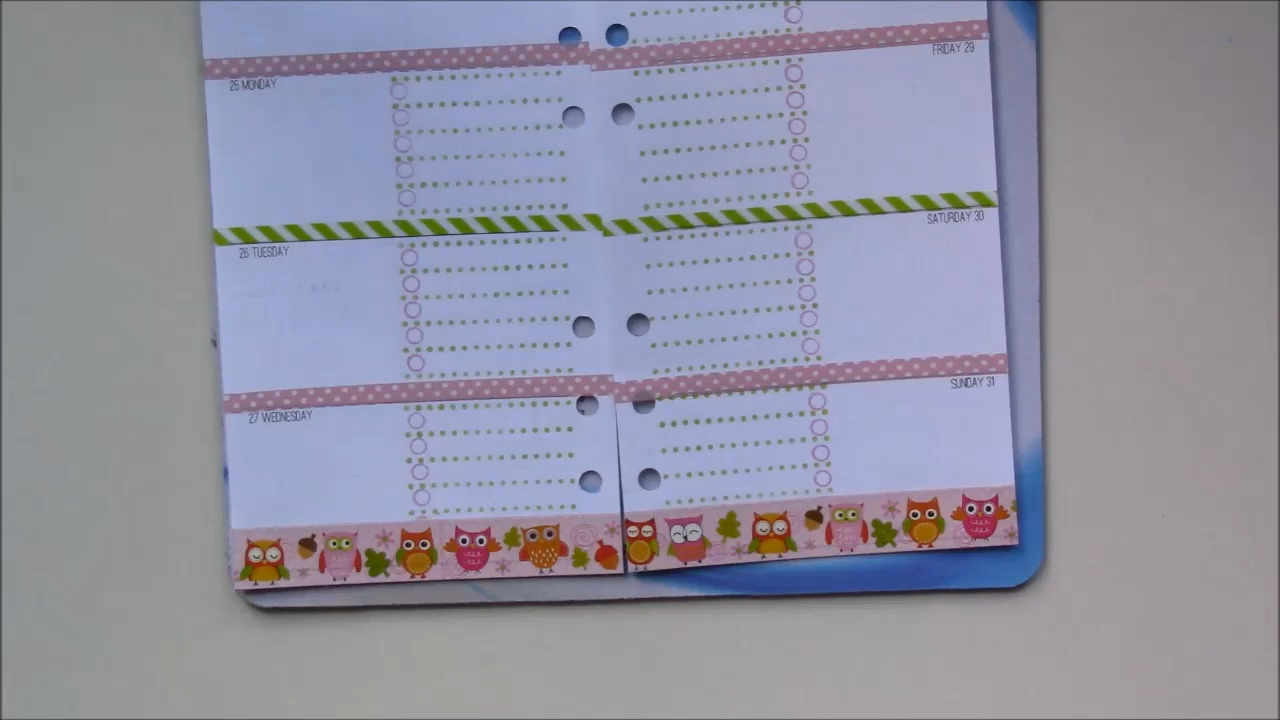 25 MONDAY
26 TUESDAY
27 WEDNESDAY
FRIDAY 29
SATURDAY 30
SUNDAY 31